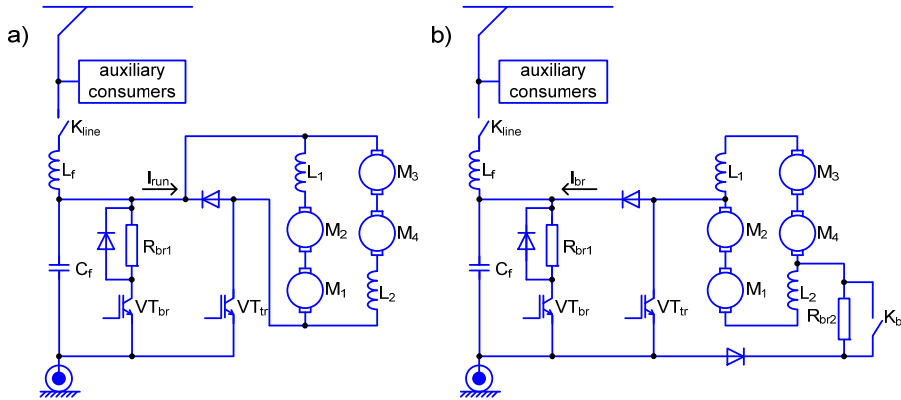 a)
auxiliary
consumers
Kline
Lf
Irun
L1
M3
M2
M4
Rbr1
Cf
M1
L2
VTbr
VTtr
b)
auxiliary
consumers
Kline
Lf
Ibr
L1
M3
M2
M4
Rbr1
Cf
M1
L2
Rbr2
Kb
VTbr
VTtr